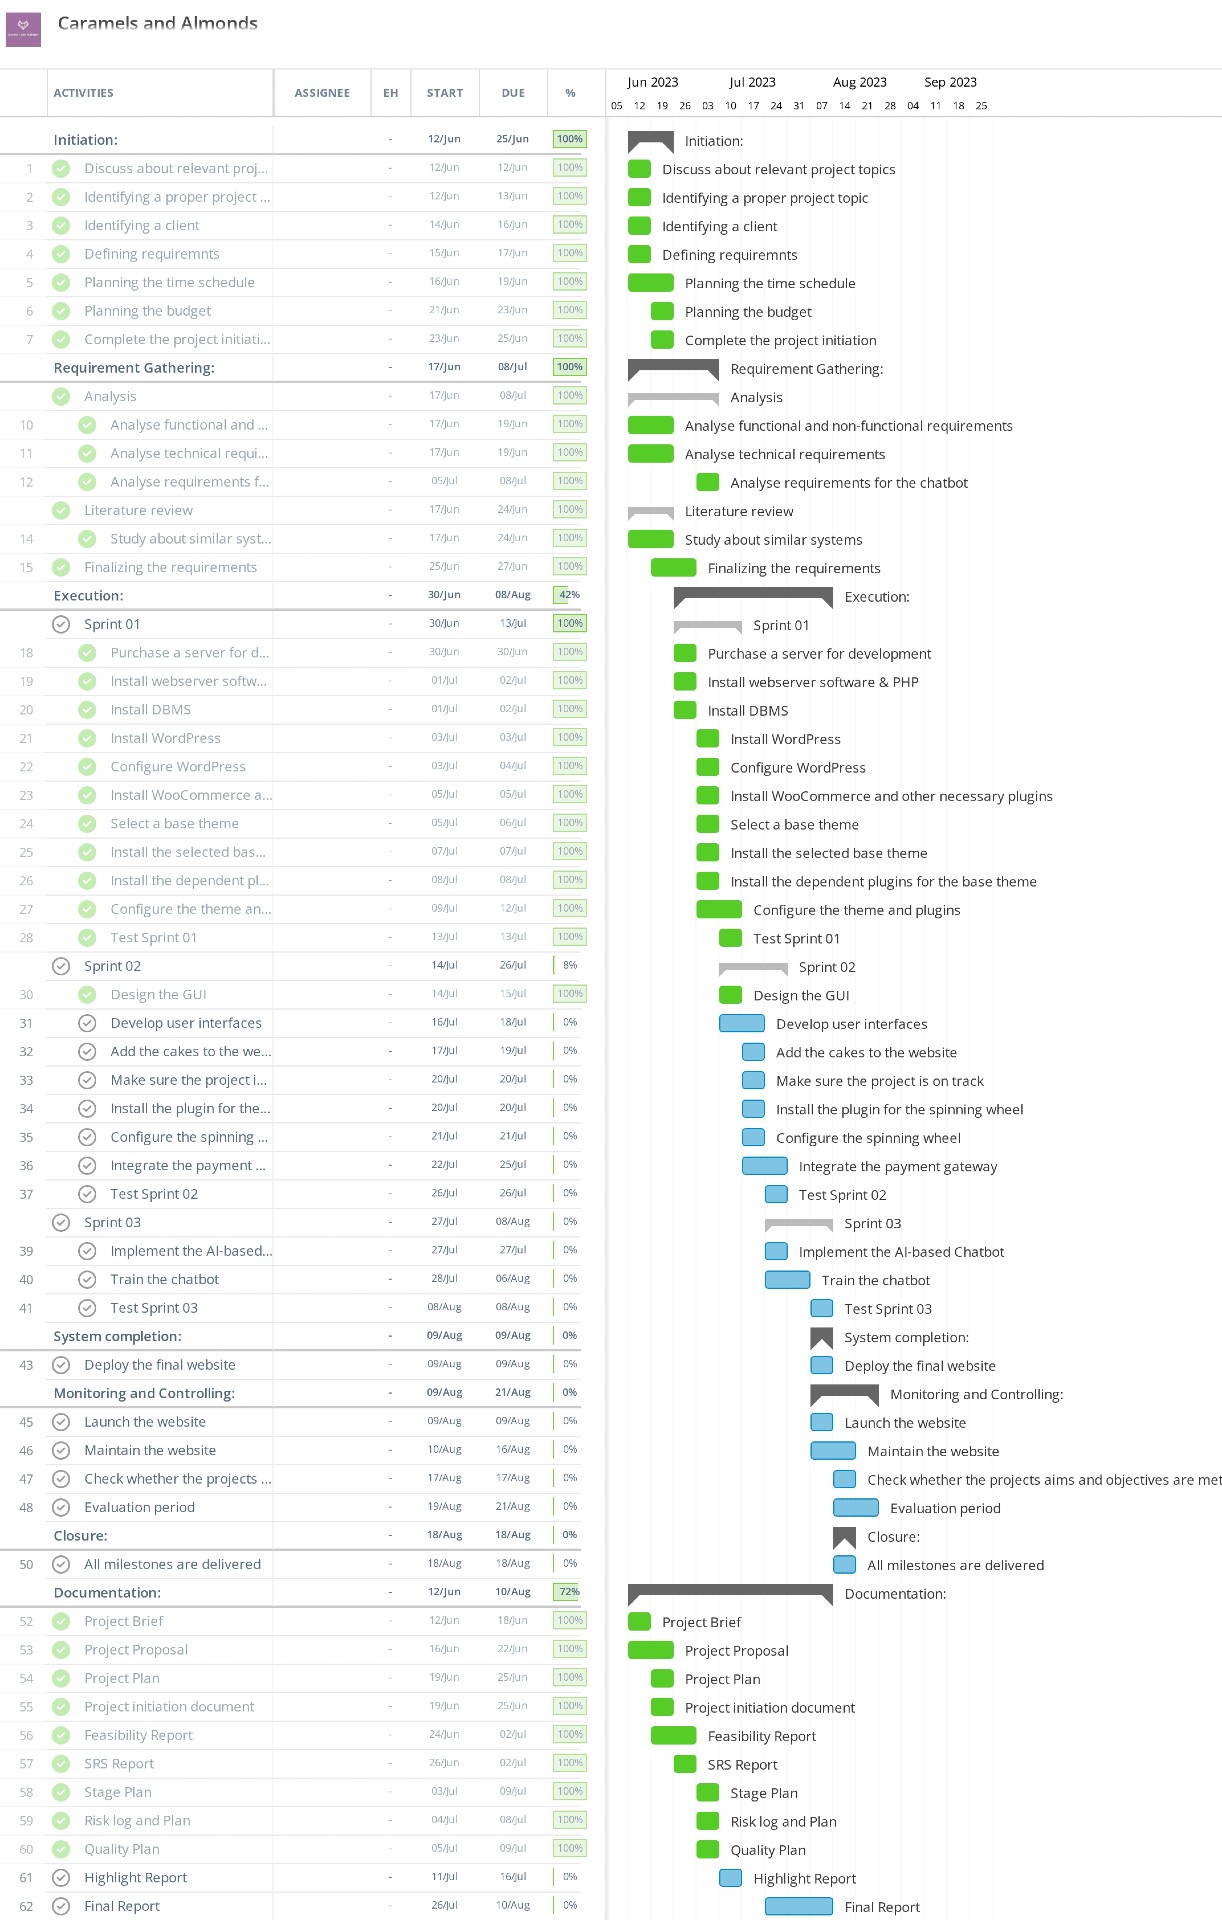 Caramels and Almonds
Jun 2023 Jul 2023 Aug 2023 Sep 2023
ACTIVITIES ASSIGNEE EH START DUE % 05 12 19 26 03 10 17 24 31 07 14 21 28 04 11 18 25
Initiation: - 12/Jun 25/Jun 100% Initiation:
1 Discuss about relevant proj... - 12/Jun 12/Jun 100% Discuss about relevant project topics
2 Identifying a proper project ... - 12/Jun 13/Jun 100% Identifying a proper project topic
3 Identifying a client - 14/Jun 16/Jun 100% Identifying a client
4 Defining requiremnts - 15/Jun 17/Jun 100% Defining requiremnts
5 Planning the time schedule - 16/Jun 19/Jun 100% Planning the time schedule
6 Planning the budget - 21/Jun 23/Jun 100% Planning the budget
7 Complete the project initiati... - 23/Jun 25/Jun 100% Complete the project initiation
Requirement Gathering: - 17/Jun 08/Jul 100% Requirement Gathering:
Analysis - 17/Jun 08/Jul 100% Analysis
10 Analyse functional and ... - 17/Jun 19/Jun 100% Analyse functional and non-functional requirements
11 Analyse technical requi... - 17/Jun 19/Jun 100% Analyse technical requirements
12 Analyse requirements f... - 05/Jul 08/Jul 100% Analyse requirements for the chatbot
Literature review - 17/Jun 24/Jun 100% Literature review
14 Study about similar syst... - 17/Jun 24/Jun 100% Study about similar systems
15 Finalizing the requirements - 25/Jun 27/Jun 100% Finalizing the requirements
Execution: - 30/Jun 08/Aug 42% Execution:
Sprint 01 - 30/Jun 13/Jul 100% Sprint 01
18 Purchase a server for d... - 30/Jun 30/Jun 100% Purchase a server for development
19 Install webserver softw... - 01/Jul 02/Jul 100% Install webserver software & PHP
20 Install DBMS - 01/Jul 02/Jul 100% Install DBMS
21 Install WordPress - 03/Jul 03/Jul 100% Install WordPress
22 Configure WordPress - 03/Jul 04/Jul 100% Configure WordPress
23 Install WooCommerce a... - 05/Jul 05/Jul 100% Install WooCommerce and other necessary plugins
24 Select a base theme - 05/Jul 06/Jul 100% Select a base theme
25 Install the selected bas... - 07/Jul 07/Jul 100% Install the selected base theme
26 Install the dependent pl... - 08/Jul 08/Jul 100% Install the dependent plugins for the base theme
27 Configure the theme an... - 09/Jul 12/Jul 100% Configure the theme and plugins
28 Test Sprint 01 - 13/Jul 13/Jul 100% Test Sprint 01
Sprint 02 - 14/Jul 26/Jul 8% Sprint 02
30 Design the GUI - 14/Jul 15/Jul 100% Design the GUI
31 Develop user interfaces - 16/Jul 18/Jul 0% Develop user interfaces
32 Add the cakes to the we... - 17/Jul 19/Jul 0% Add the cakes to the website
33 Make sure the project i... - 20/Jul 20/Jul 0% Make sure the project is on track
34 Install the plugin for the... - 20/Jul 20/Jul 0% Install the plugin for the spinning wheel
35 Configure the spinning ... - 21/Jul 21/Jul 0% Configure the spinning wheel
36 Integrate the payment ... - 22/Jul 25/Jul 0% Integrate the payment gateway
37 Test Sprint 02 - 26/Jul 26/Jul 0% Test Sprint 02
Sprint 03 - 27/Jul 08/Aug 0% Sprint 03
39 Implement the AI-based... - 27/Jul 27/Jul 0% Implement the AI-based Chatbot
40 Train the chatbot - 28/Jul 06/Aug 0% Train the chatbot
41 Test Sprint 03 - 08/Aug 08/Aug 0% Test Sprint 03
System completion: - 09/Aug 09/Aug 0% System completion:
43 Deploy the final website - 09/Aug 09/Aug 0% Deploy the final website
Monitoring and Controlling: - 09/Aug 21/Aug 0% Monitoring and Controlling:
45 Launch the website - 09/Aug 09/Aug 0% Launch the website
46 Maintain the website - 10/Aug 16/Aug 0% Maintain the website
47 Check whether the projects ... - 17/Aug 17/Aug 0% Check whether the projects aims and objectives are met
48 Evaluation period - 19/Aug 21/Aug 0% Evaluation period
Closure: - 18/Aug 18/Aug 0% Closure:
50 All milestones are delivered - 18/Aug 18/Aug 0% All milestones are delivered
Documentation: - 12/Jun 10/Aug 72% Documentation:
52 Project Brief - 12/Jun 18/Jun 100% Project Brief
53 Project Proposal - 16/Jun 22/Jun 100% Project Proposal
54 Project Plan - 19/Jun 25/Jun 100% Project Plan
55 Project initiation document - 19/Jun 25/Jun 100% Project initiation document
56 Feasibility Report - 24/Jun 02/Jul 100% Feasibility Report
57 SRS Report - 26/Jun 02/Jul 100% SRS Report
58 Stage Plan - 03/Jul 09/Jul 100% Stage Plan
59 Risk log and Plan - 04/Jul 08/Jul 100% Risk log and Plan
60 Quality Plan - 05/Jul 09/Jul 100% Quality Plan
61 Highlight Report - 11/Jul 16/Jul 0% Highlight Report
62 Final Report - 26/Jul 10/Aug 0% Final Report